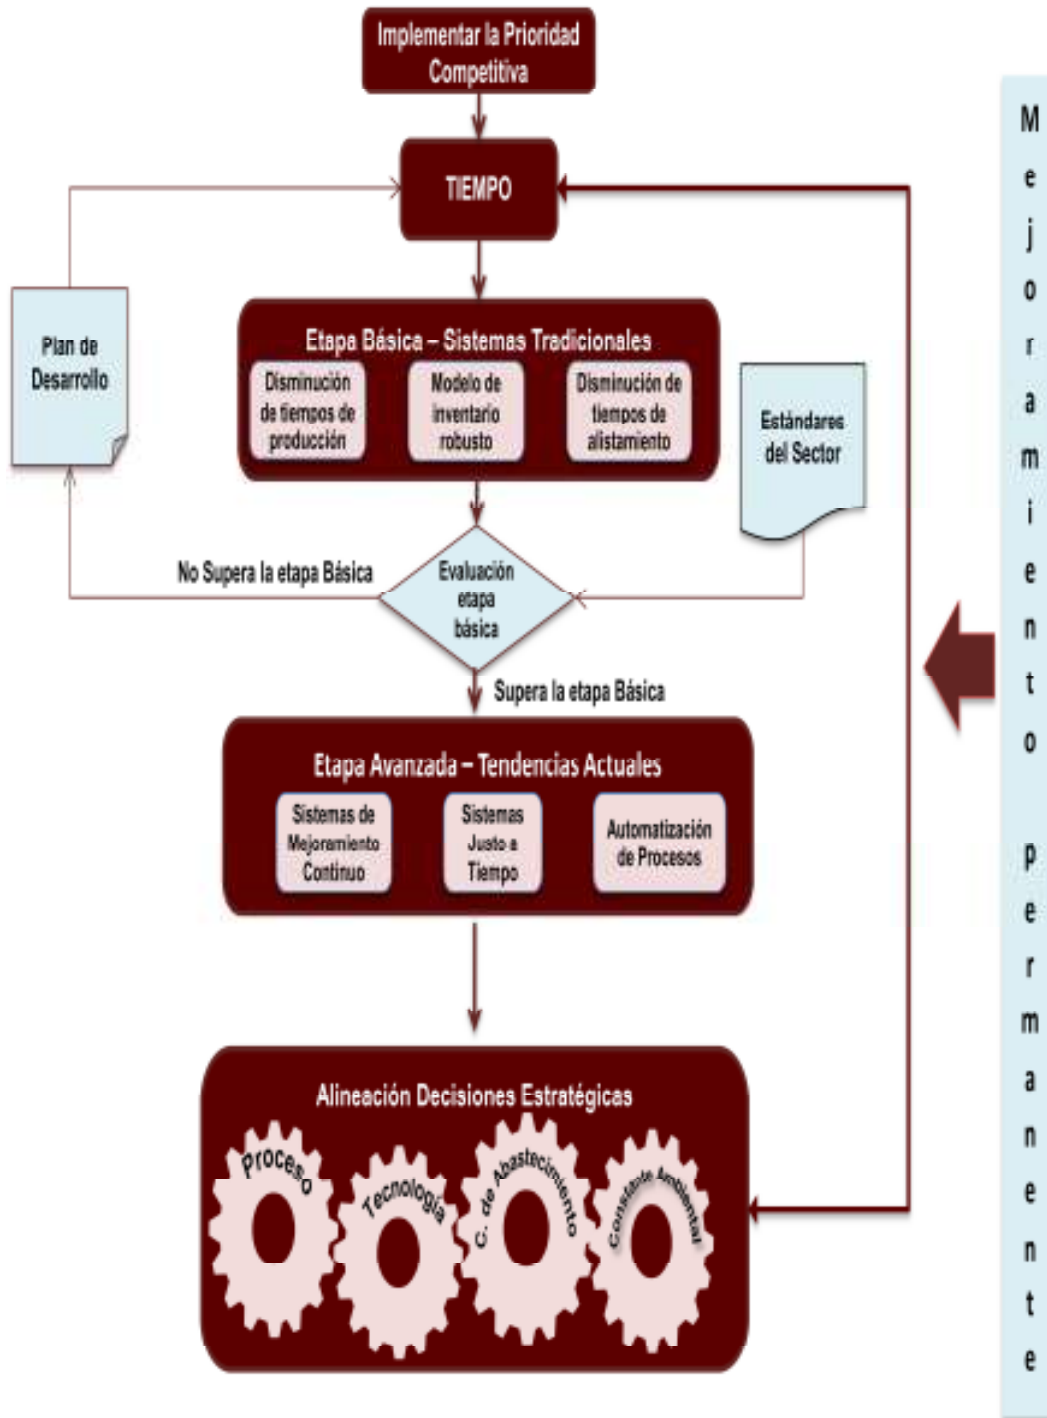 Implementar la Prioridad
Competitiva
TIEMPO
Plan de
Desarrollo
Etapa Básica – Sistemas Tradicionales
Disminución
de tiempos de
producción
Modelo de
inventario
robusto
Disminución de
tiempos de
alistamiento
Estándares
del Sector
No Supera la etapa Básica
Evaluación
etapa
básica
Supera la etapa Básica
Etapa Avanzada – Tendencias Actuales
Sistemas de
Mejoramiento
Continuo
Sistemas
Justo a
Tiempo
Automatización
de Procesos
Alineación Decisiones Estratégicas
Proceso
Tecnología
C. de Abastecimiento
Constante Ambiental
Mejoramiento permanente